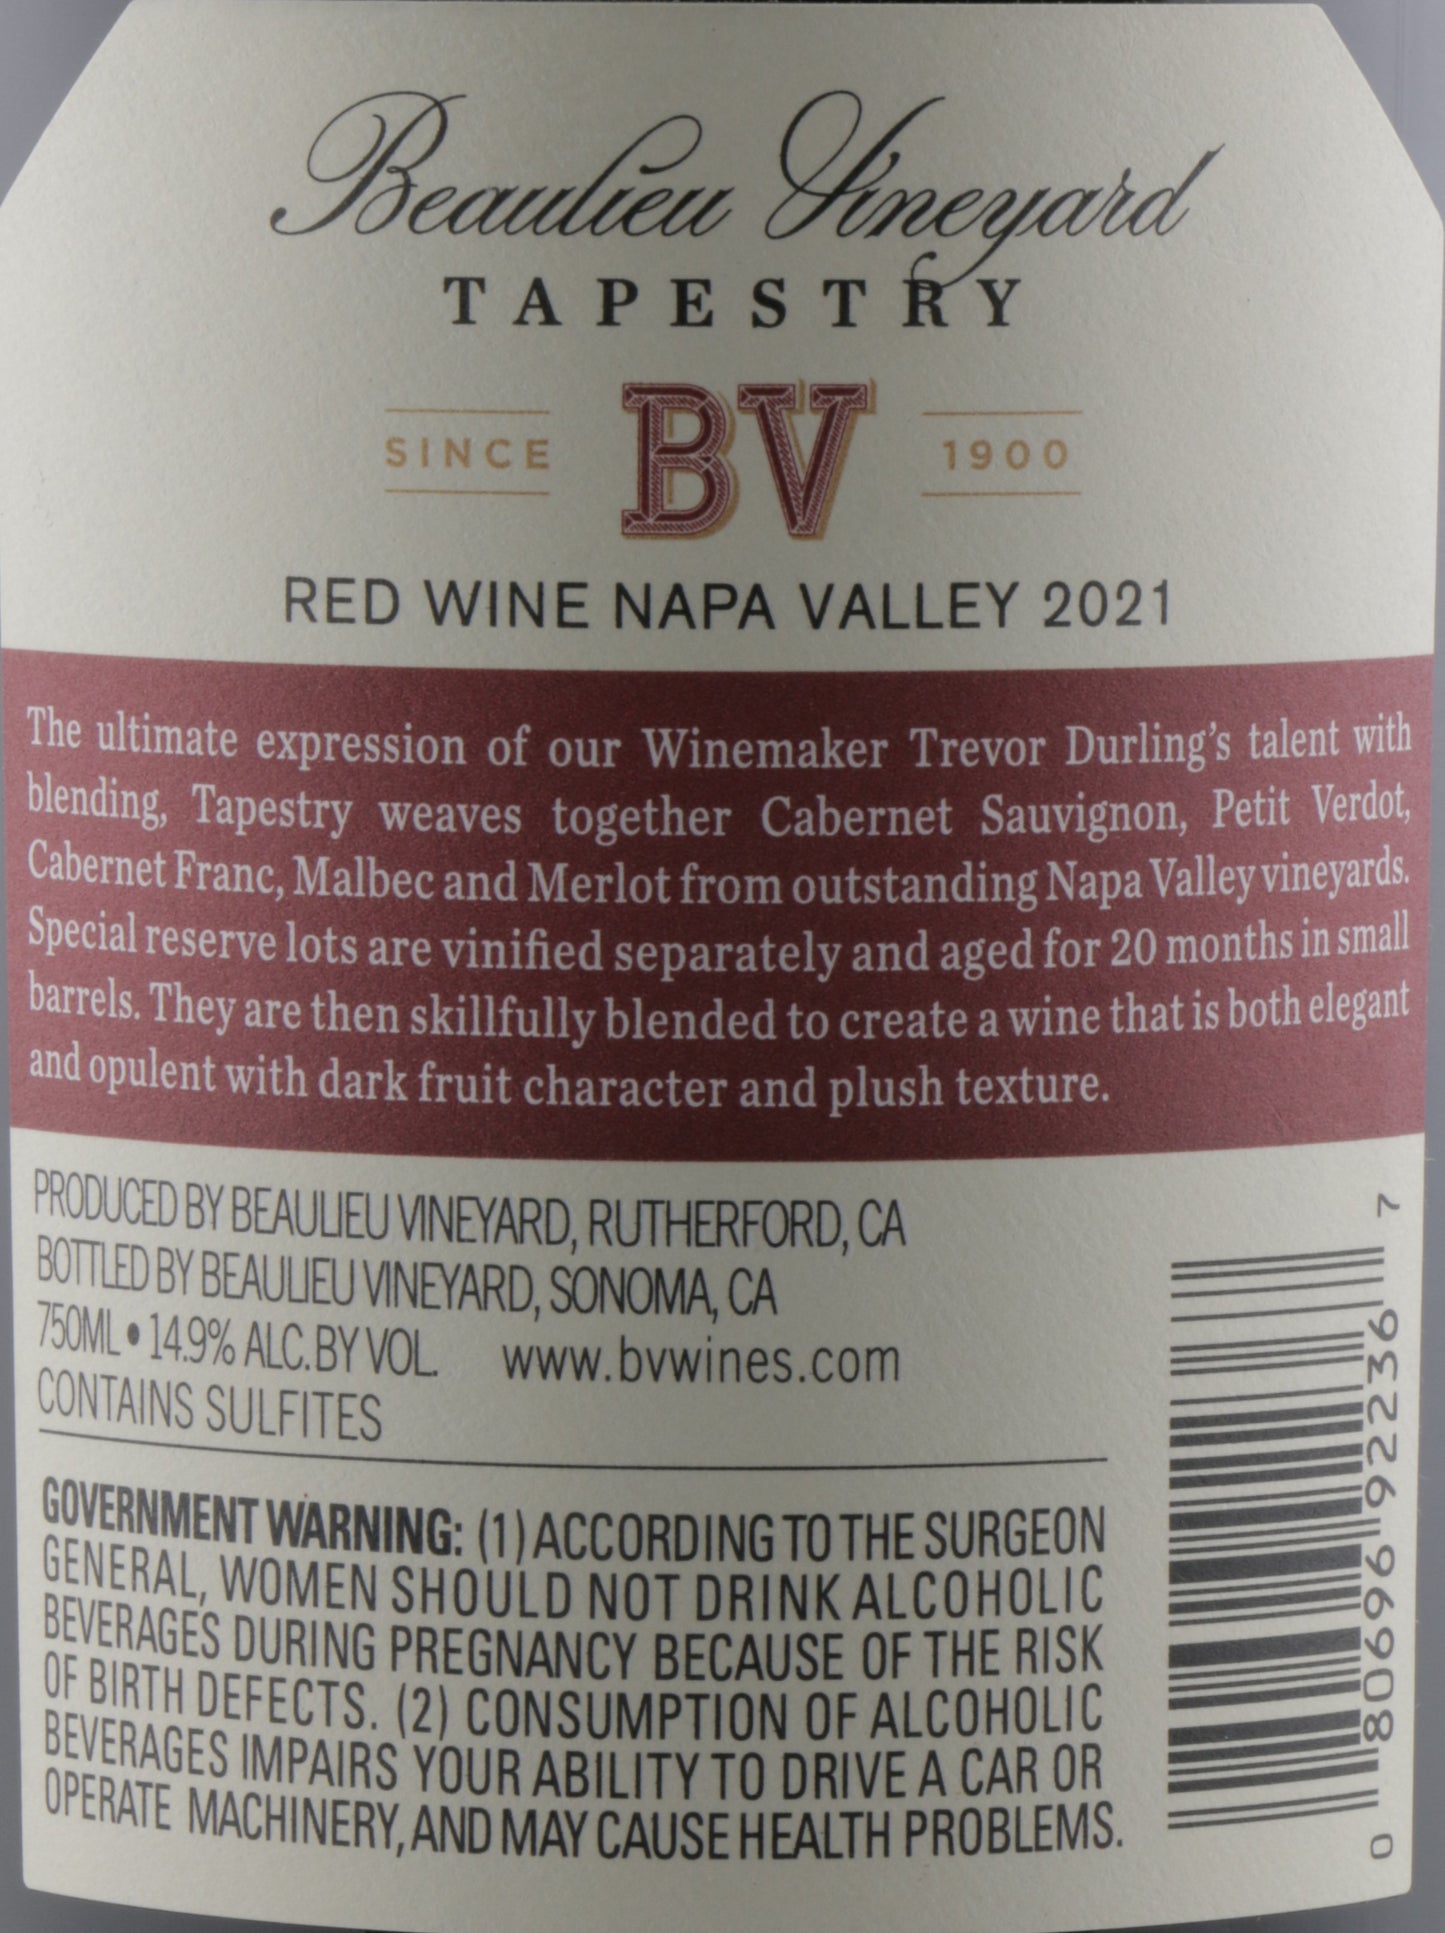 Beaulieu Vineyard
TAPESTRY
SINCE BV 1900
RED WINE NAPA VALLEY 2021
The ultimate expression of our Winemaker Trevor Durling's talent with
blending, Tapestry weaves together Cabernet Sauvignon, Petit Verdot,
Cabernet Franc, Malbec and Merlot from outstanding Napa Valley vineyards.
Special reserve lots are vinified separately and aged for 20 months in small
barrels. They are then skillfully blended to create a wine that is both elegant
and opulent with dark fruit character and plush texture.
PRODUCED BY BEAULIEU VINEYARD, RUTHERFORD, CA
BOTTLED BY BEAULIEU VINEYARD, SONOMA, CA
750ML • 14.9% ALC. BY VOL. www.bvwines.com
CONTAINS SULFITES
GOVERNMENT WARNING: (1) ACCORDING TO THE SURGEON
GENERAL, WOMEN SHOULD NOT DRINK ALCOHOLIC
BEVERAGES DURING PREGNANCY BECAUSE OF THE RISK
OF BIRTH DEFECTS. (2) CONSUMPTION OF ALCOHOLIC
BEVERAGES IMPAIRS YOUR ABILITY TO DRIVE A CAR OR
OPERATE MACHINERY, AND MAY CAUSE HEALTH PROBLEMS.
0 80696 92236 7